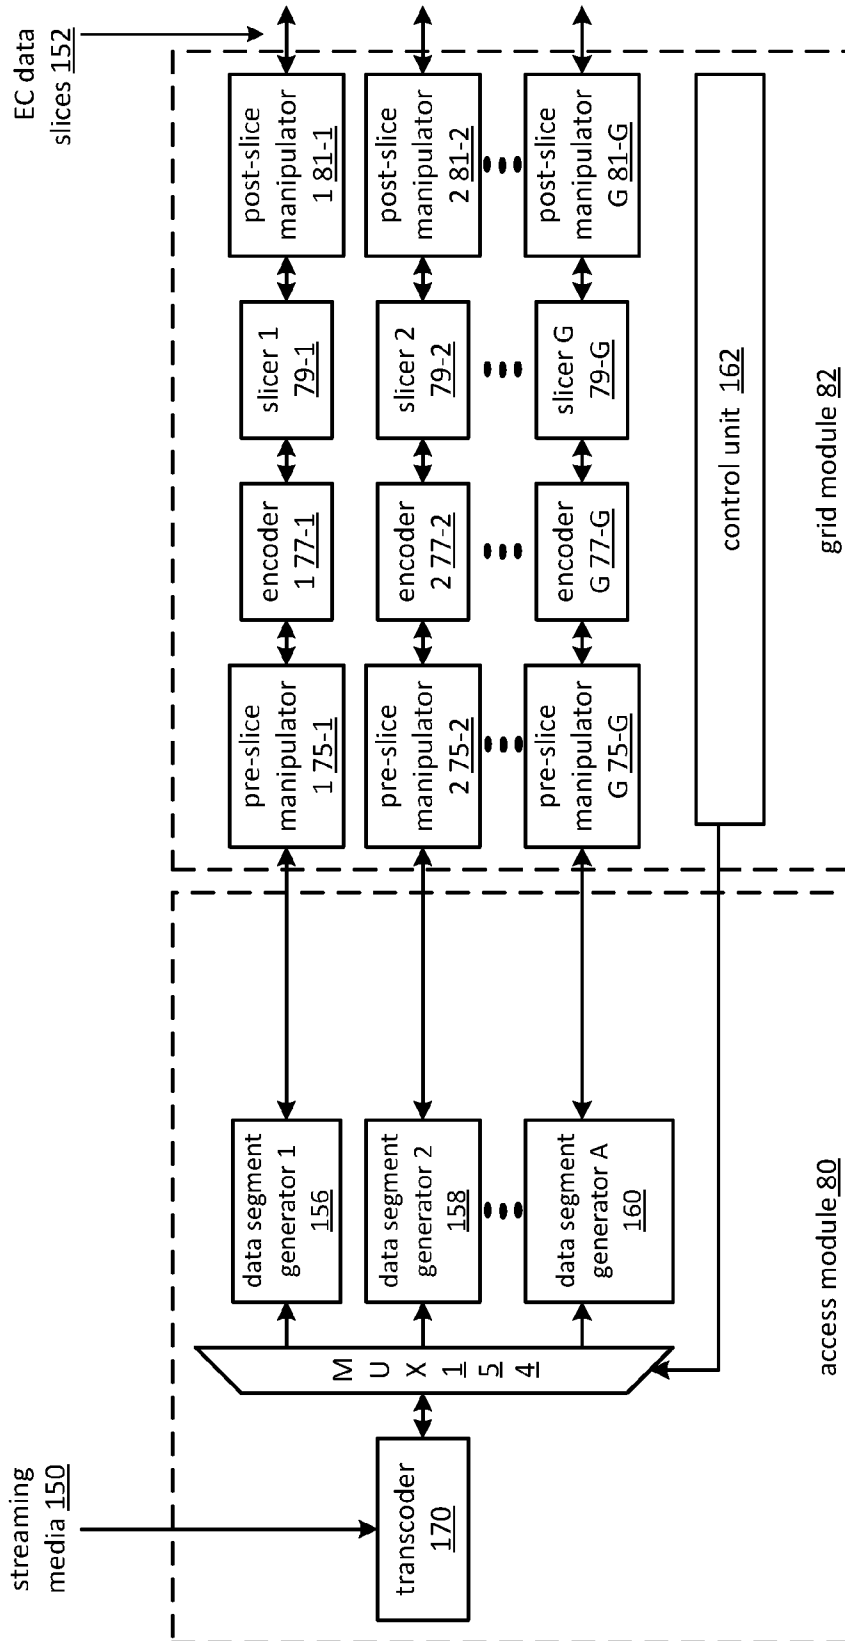 streaming
media 150
transcoder
170
M
U
X
1
5
4
data segment
generator 1
156
data segment
generator 2
158
data segment
generator A
160
access module 80
pre-slice
manipulator
1 75-1
encoder
1 77-1
slicer 1
79-1
post-slice
manipulator
1 81-1
EC data
slices 152
pre-slice
manipulator
2 75-2
encoder
2 77-2
slicer 2
79-2
post-slice
manipulator
2 81-2
pre-slice
manipulator
G 75-G
encoder
G 77-G
slicer G
79-G
post-slice
manipulator
G 81-G
control unit 162
grid module 82